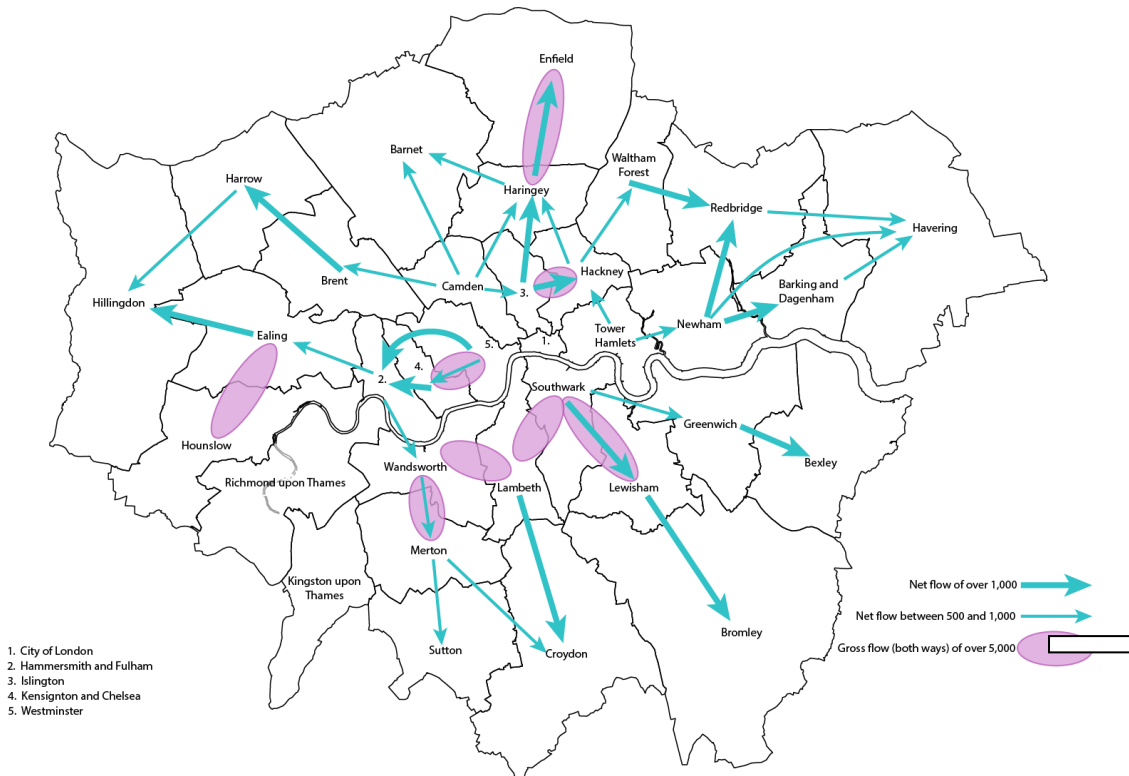 Enfield
Barnet
Waltham
Forest
Harrow
Haringey
Redbridge
Havering
Brent
Camden
3.
Hackney
Barking and
Dagenham
Hillingdon
Ealing
Tower
Hamlets
Newham
1.
5.
4.
2.
Southwark
Greenwich
Hounslow
Bexley
Wandsworth
Richmond upon Thames
Lambeth
Lewisham
Merton
Kingston upon
Thames
Bromley
Sutton
Croydon
Net flow of over 1,000
Net flow between 500 and 1,000
Gross flow (both ways) of over 5,000
1. City of London
2. Hammersmith and Fulham
3. Islington
4. Kensignton and Chelsea
5. Westminster